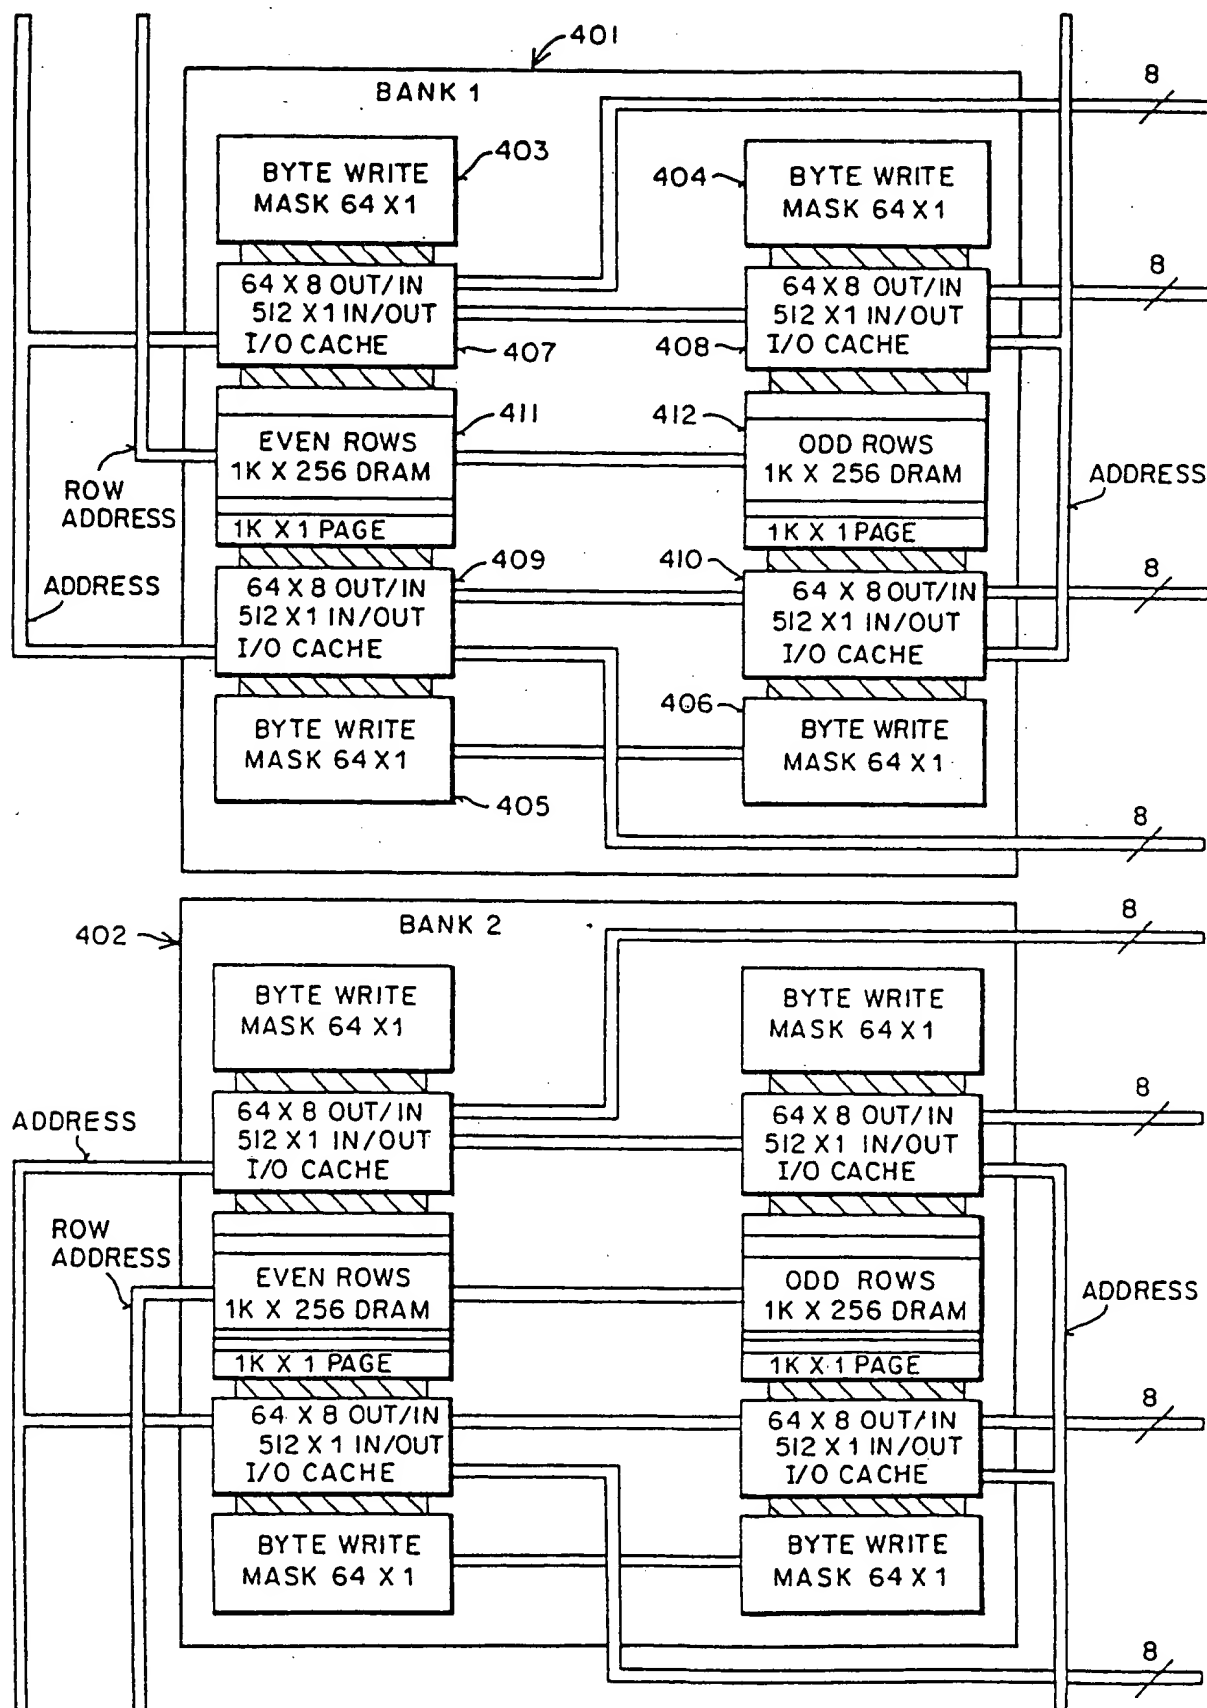 401
BANK 1
8
BYTE WRITE
MASK 64 X1
403
404
BYTE WRITE
MASK 64 X1
8
64 X 8 OUT/IN
512 X 1 IN/OUT
I/O CACHE
407
408
64 X 8 OUT/IN
512 X 1 IN/OUT
I/O CACHE
411
412
EVEN ROWS
1K X 256 DRAM
ODD ROWS
1K X 256 DRAM
ROW
ADDRESS
ADDRESS
1K X 1 PAGE
1K X 1 PAGE
8
ADDRESS
64 X 8 OUT/IN
512 X 1 IN/OUT
I/O CACHE
409
410
64 X 8 OUT/IN
512 X 1 IN/OUT
I/O CACHE
BYTE WRITE
MASK 64 X1
405
406
BYTE WRITE
MASK 64 X 1
8
402
BANK 2
8
BYTE WRITE
MASK 64 X1
BYTE WRITE
MASK 64 X1
8
ADDRESS
64 X 8 OUT/IN
512 X 1 IN/OUT
I/O CACHE
64 X 8 OUT/IN
512 X 1 IN/OUT
I/O CACHE
ROW
ADDRESS
EVEN ROWS
1K X 256 DRAM
ODD ROWS
1K X 256 DRAM
ADDRESS
1K X 1 PAGE
1K X 1 PAGE
8
64 X 8 OUT/IN
512 X 1 IN/OUT
I/O CACHE
64 X 8 OUT/IN
512 X 1 IN/OUT
I/O CACHE
BYTE WRITE
MASK 64 X 1
BYTE WRITE
MASK 64 X 1
8